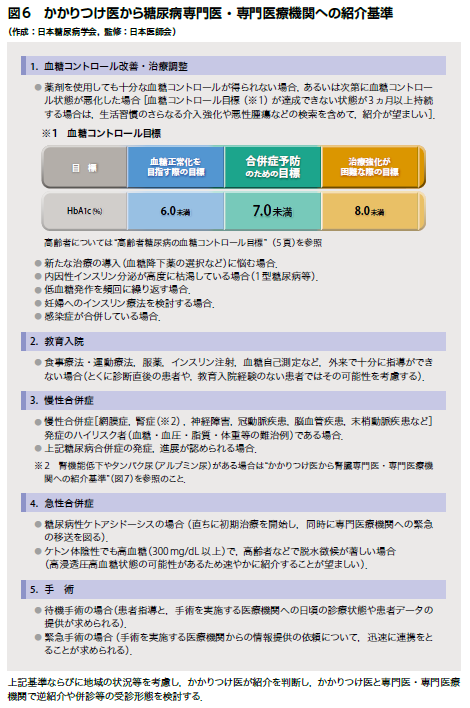 図6 かかりつけ医から糖尿病専門医・専門医療機関への紹介基準
（作成：日本糖尿病学会，監修：日本医師会）
1．血糖コントロール改善・治療調整
●薬剤を使用しても十分な血糖コントロールが得られない場合，あるいは次第に血糖コントロー
ル状態が悪化した場合［血糖コントロール目標（※1）が達成できない状態が3ヵ月以上持続
する場合は，生活習慣のさらなる介入強化や悪性腫瘍などの検索を含めて，紹介が望ましい］．
※1 血糖コントロール目標
目 標
血糖正常化を
目指す際の目標
合併症予防
のための目標
治療強化が
困難な際の目標
HbA1c(%)
6.0未満
7.0未満
8.0未満
高齢者については“高齢者糖尿病の血糖コントロール目標”（5頁）を参照
●新たな治療の導入（血糖降下薬の選択など）に悩む場合．
●内因性インスリン分泌が高度に枯渇している場合（1型糖尿病等）．
●低血糖発作を頻回に繰り返す場合．
●妊婦へのインスリン療法を検討する場合．
●感染症が合併している場合．
2．教育入院
●食事療法・運動療法，服薬，インスリン注射，血糖自己測定など，外来で十分に指導ができ
ない場合（とくに診断直後の患者や，教育入院経験のない患者ではその可能性を考慮する）．
3．慢性合併症
●慢性合併症［網膜症，腎症（※2），神経障害，冠動脈疾患，脳血管疾患，末梢動脈疾患など］
発症のハイリスク者（血糖・血圧・脂質・体重等の難治例）である場合．
●上記糖尿病合併症の発症，進展が認められる場合．
※2 腎機能低下やタンパク尿（アルブミン尿）がある場合は“かかりつけ医から腎臓専門医・専門医療機
関への紹介基準”（図7）を参照のこと．
4．急性合併症
●糖尿病性ケトアシドーシスの場合（直ちに初期治療を開始し，同時に専門医療機関への緊急
の移送を図る）．
●ケトン体陰性でも高血糖（300mg/dL以上）で，高齢者などで脱水徴候が著しい場合
（高浸透圧高血糖状態の可能性があるため速やかに紹介することが望ましい）．
5．手 術
●待機手術の場合（患者指導と，手術を実施する医療機関への日頃の診療状態や患者データの
提供が求められる）．
●緊急手術の場合（手術を実施する医療機関からの情報提供の依頼について，迅速に連携をと
ることが求められる）．
上記基準ならびに地域の状況等を考慮し，かかりつけ医が紹介を判断し，かかりつけ医と専門医・専門医療
機関で逆紹介や併診等の受診形態を検討する．